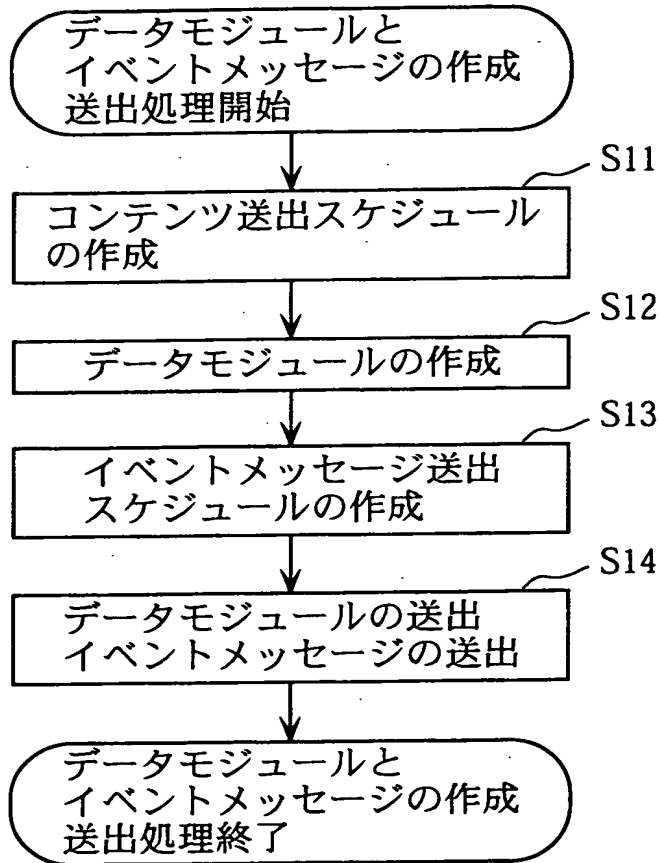 データモジュールと
イベントメッセージの作成
送出処理開始
S11
コンテンツ送出スケジュール
の作成
S12
データモジュールの作成
S13
イベントメッセージ送出
スケジュールの作成
S14
データモジュールの送出
イベントメッセージの送出
データモジュールと
イベントメッセージの作成
送出処理終了